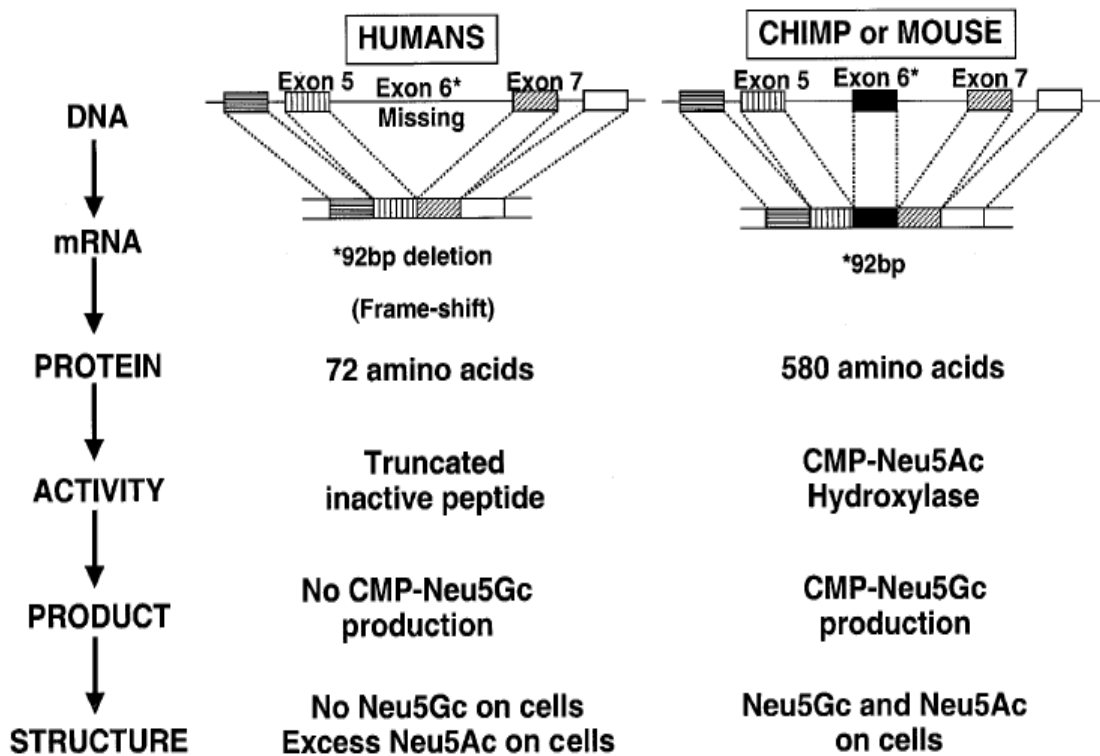 HUMANS
CHIMP or MOUSE
Exon 5
Exon 6*
Missing
Exon 7
Exon 5
Exon 6*
Exon 7
DNA
mRNA
*92bp deletion
(Frame-shift)
*92bp
PROTEIN
72 amino acids
580 amino acids
ACTIVITY
Truncated
inactive peptide
CMP-Neu5Ac
Hydroxylase
PRODUCT
No CMP-Neu5Gc
production
CMP-Neu5Gc
production
STRUCTURE
No Neu5Gc on cells
Excess Neu5Ac on cells
Neu5Gc and Neu5Ac
on cells